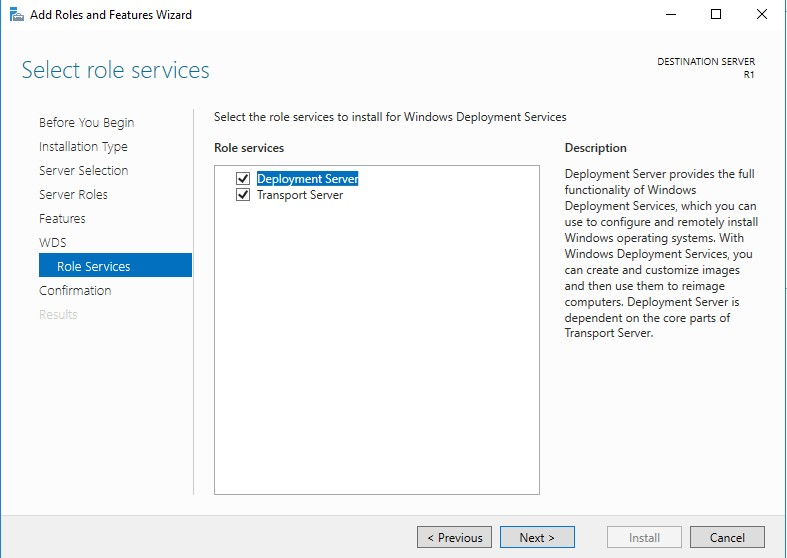 Add Roles and Features Wizard
Select role services
DESTINATION SERVER
R1
Before You Begin
Installation Type
Server Selection
Server Roles
Features
WDS
Role Services
Confirmation
Results
Select the role services to install for Windows Deployment Services
Role services
Deployment Server
Transport Server
Description
Deployment Server provides the full
functionality of Windows
Deployment Services, which you can
use to configure and remotely install
Windows operating systems. With
Windows Deployment Services, you
can create and customize images
and then use them to reimage
computers. Deployment Server is
dependent on the core parts of
Transport Server.
< Previous
Next >
Install
Cancel